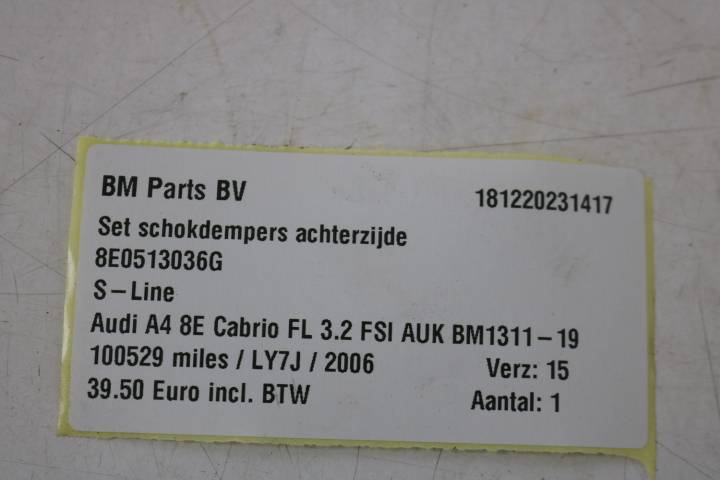 BM Parts BV 181220231417
Set schokdempers achterzijde
8E0513036G
S-Line
Audi A4 8E Cabrio FL 3.2 FSI AUK BM1311-19
100529 miles / LY7J / 2006 Verz: 15
39.50 Euro incl. BTW Aantal: 1